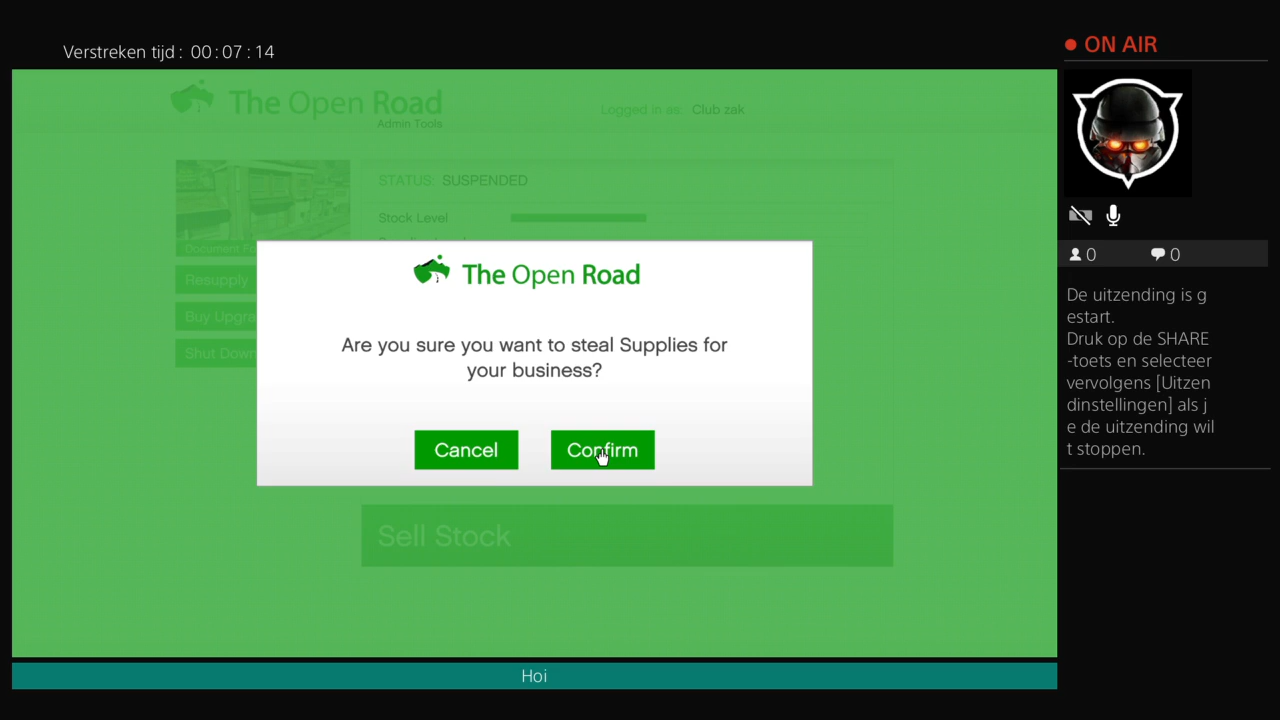 Verstreken tijd : 00 : 07 : 14
ON AIR
The Open Road
Admin Tools
Logged in as: Club zak
STATUS: SUSPENDED
Stock Level
Resupply
Buy Upgra
Shut Down
The Open Road
Are you sure you want to steal Supplies for
your business?
Cancel
Confirm
Sell Stock
Hoi
0
0
De uitzending is g
estart.
Druk op de SHARE
-toets en selecteer
vervolgens [Uitzen
dinstellingen] als j
e de uitzending wil
t stoppen.